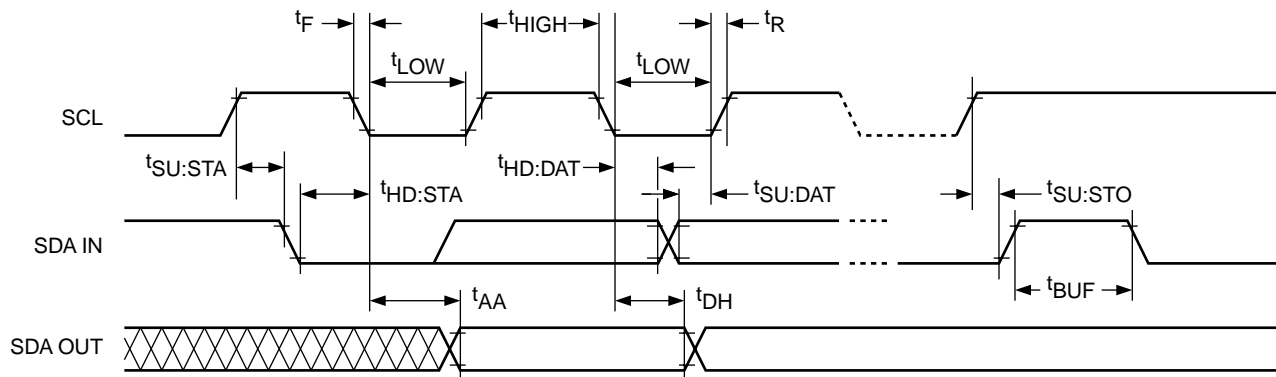 tF
tHIGH
tR
tLOW
tLOW
SCL
tSU:STA
tHD:DAT
tHD:STA
tSU:DAT
tSU:STO
SDA IN
tBUF
tAA
tDH
SDA OUT